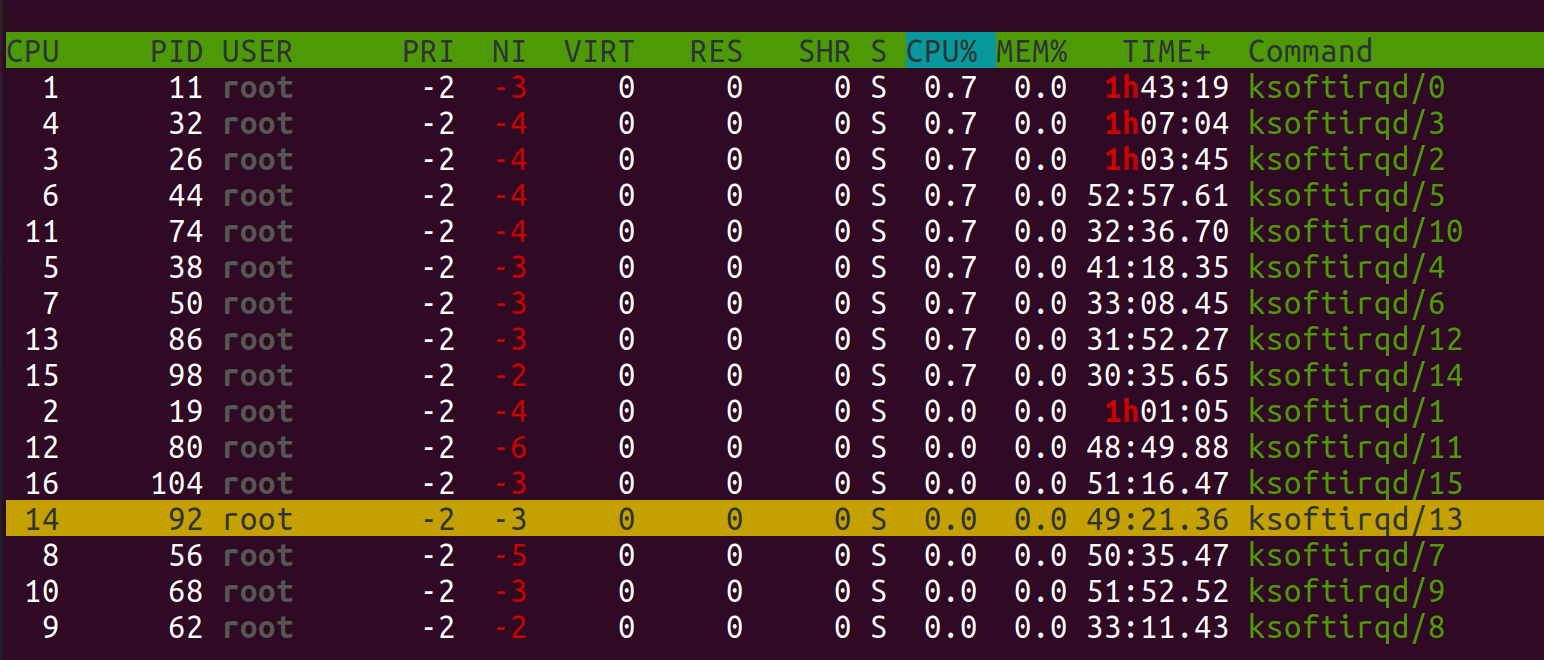 CPU PID USER PRI NI VIRT RES SHR S CPU% MEM% TIME+ Command
1 11 root -2 -3 0 0 0 S 0.7 0.0 1h43:19 ksoftirqd/0
4 32 root -2 -4 0 0 0 S 0.7 0.0 1h07:04 ksoftirqd/3
3 26 root -2 -4 0 0 0 S 0.7 0.0 1h03:45 ksoftirqd/2
6 44 root -2 -4 0 0 0 S 0.7 0.0 52:57.61 ksoftirqd/5
11 74 root -2 -4 0 0 0 S 0.7 0.0 32:36.70 ksoftirqd/10
5 38 root -2 -3 0 0 0 S 0.7 0.0 41:18.35 ksoftirqd/4
7 50 root -2 -3 0 0 0 S 0.7 0.0 33:08.45 ksoftirqd/6
13 86 root -2 -3 0 0 0 S 0.7 0.0 31:52.27 ksoftirqd/12
15 98 root -2 -2 0 0 0 S 0.7 0.0 30:35.65 ksoftirqd/14
2 19 root -2 -4 0 0 0 S 0.0 0.0 1h01:05 ksoftirqd/1
12 80 root -2 -6 0 0 0 S 0.0 0.0 48:49.88 ksoftirqd/11
16 104 root -2 -3 0 0 0 S 0.0 0.0 51:16.47 ksoftirqd/15
14 92 root -2 -3 0 0 0 S 0.0 0.0 49:21.36 ksoftirqd/13
8 56 root -2 -5 0 0 0 S 0.0 0.0 50:35.47 ksoftirqd/7
10 68 root -2 -3 0 0 0 S 0.0 0.0 51:52.52 ksoftirqd/9
9 62 root -2 -2 0 0 0 S 0.0 0.0 33:11.43 ksoftirqd/8